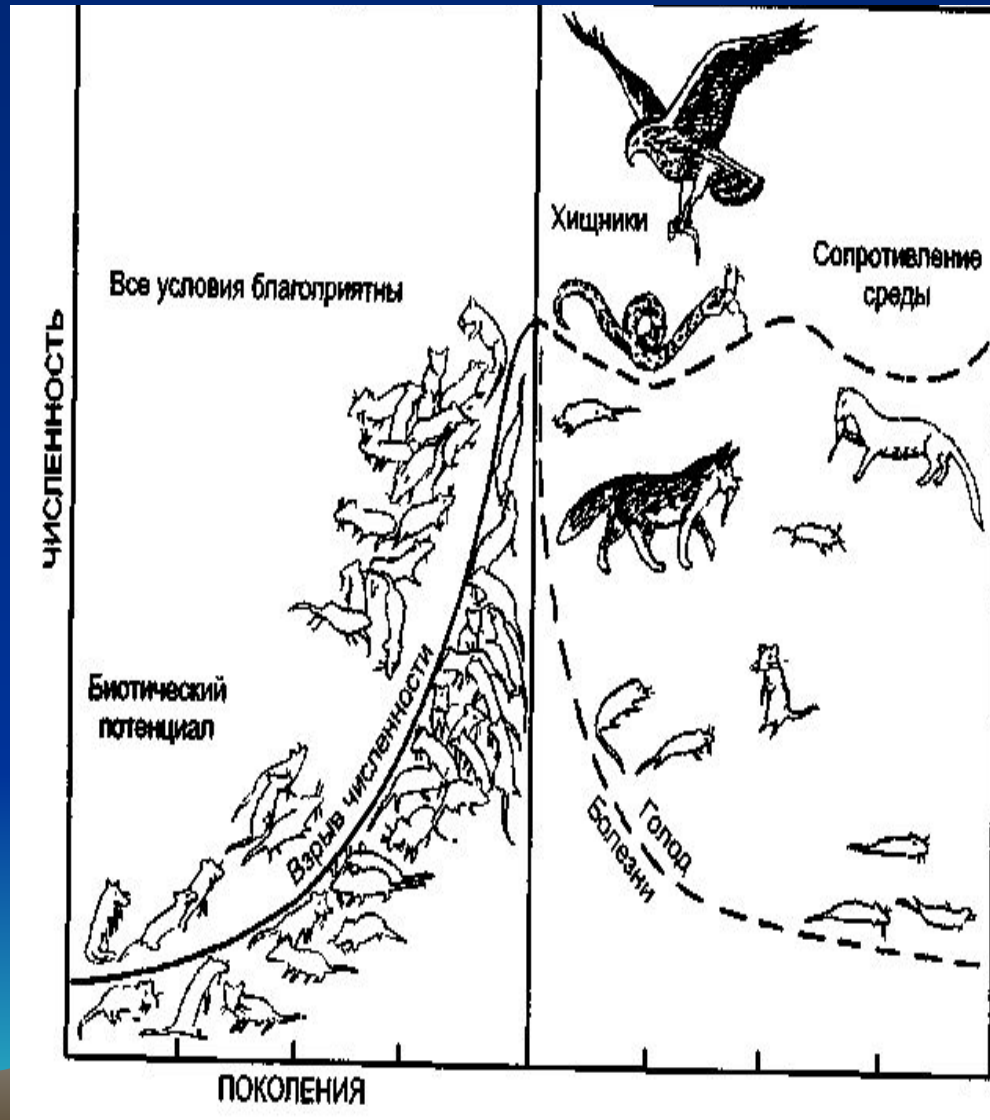 Хищники
Сопротивление
среды
Все условия благоприятны
ЧИСЛЕННОСТЬ
Биотический
потенциал
Взрыв численности
Голод
Болезни
ПОКОЛЕНИЯ